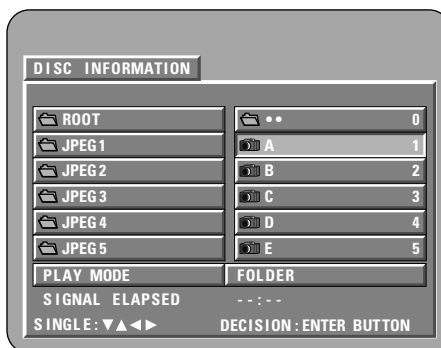 DISC INFORMATION
ROOT •• 0
JPEG1 A 1
JPEG2 B 2
JPEG3 C 3
JPEG4 D 4
JPEG5 E 5
PLAY MODE FOLDER
SIGNAL ELAPSED --:--
SINGLE:▼▲◄► DECISION:ENTER BUTTON